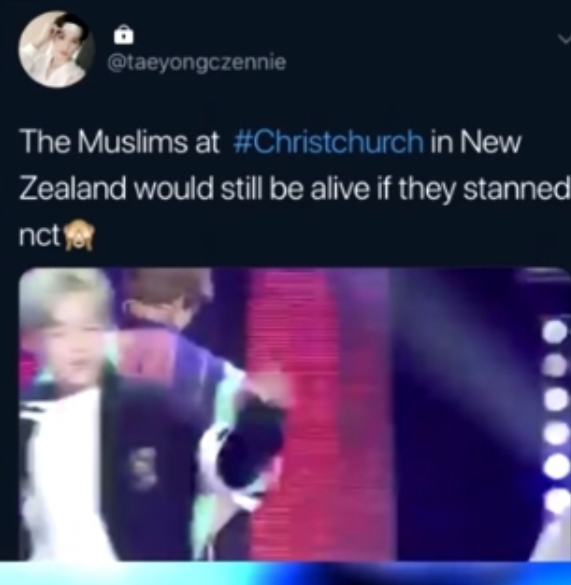 @taeyongczennie
The Muslims at #Christchurch in New
Zealand would still be alive if they stanned
nct🙈